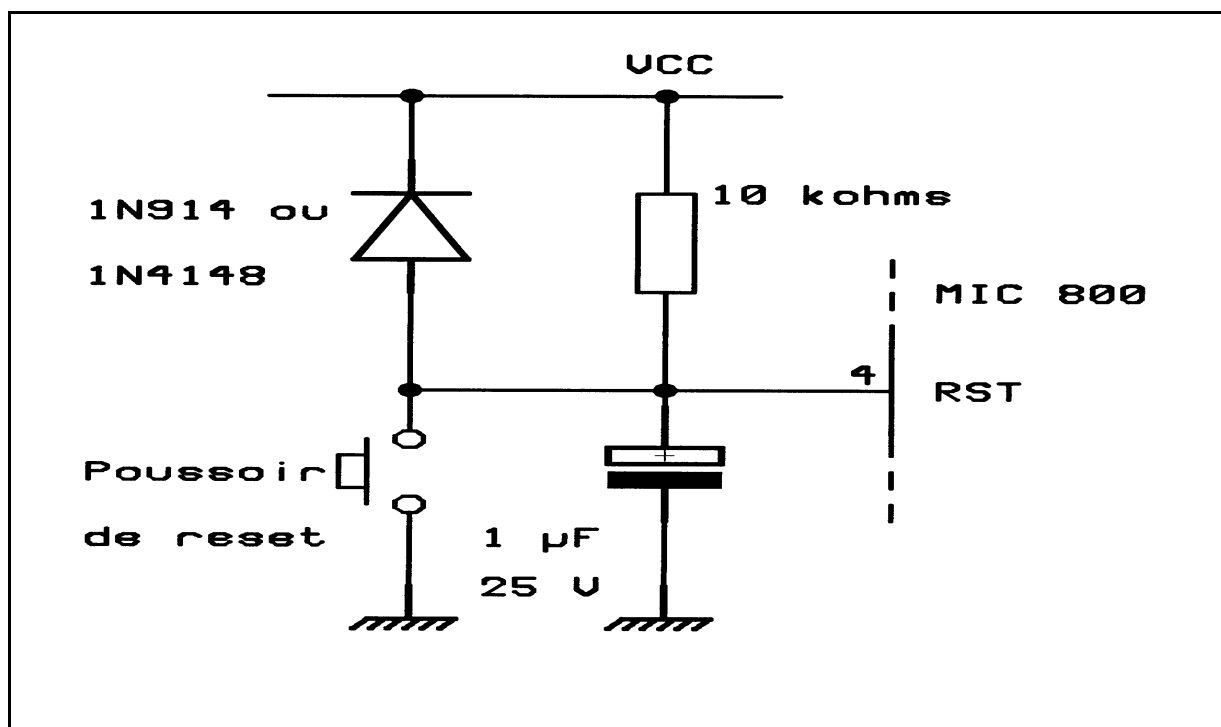 VCC
1N914 ou
1N4148
10 kohms
MIC 800
4
RST
Poussoir
de reset
+
1 µF
25 V